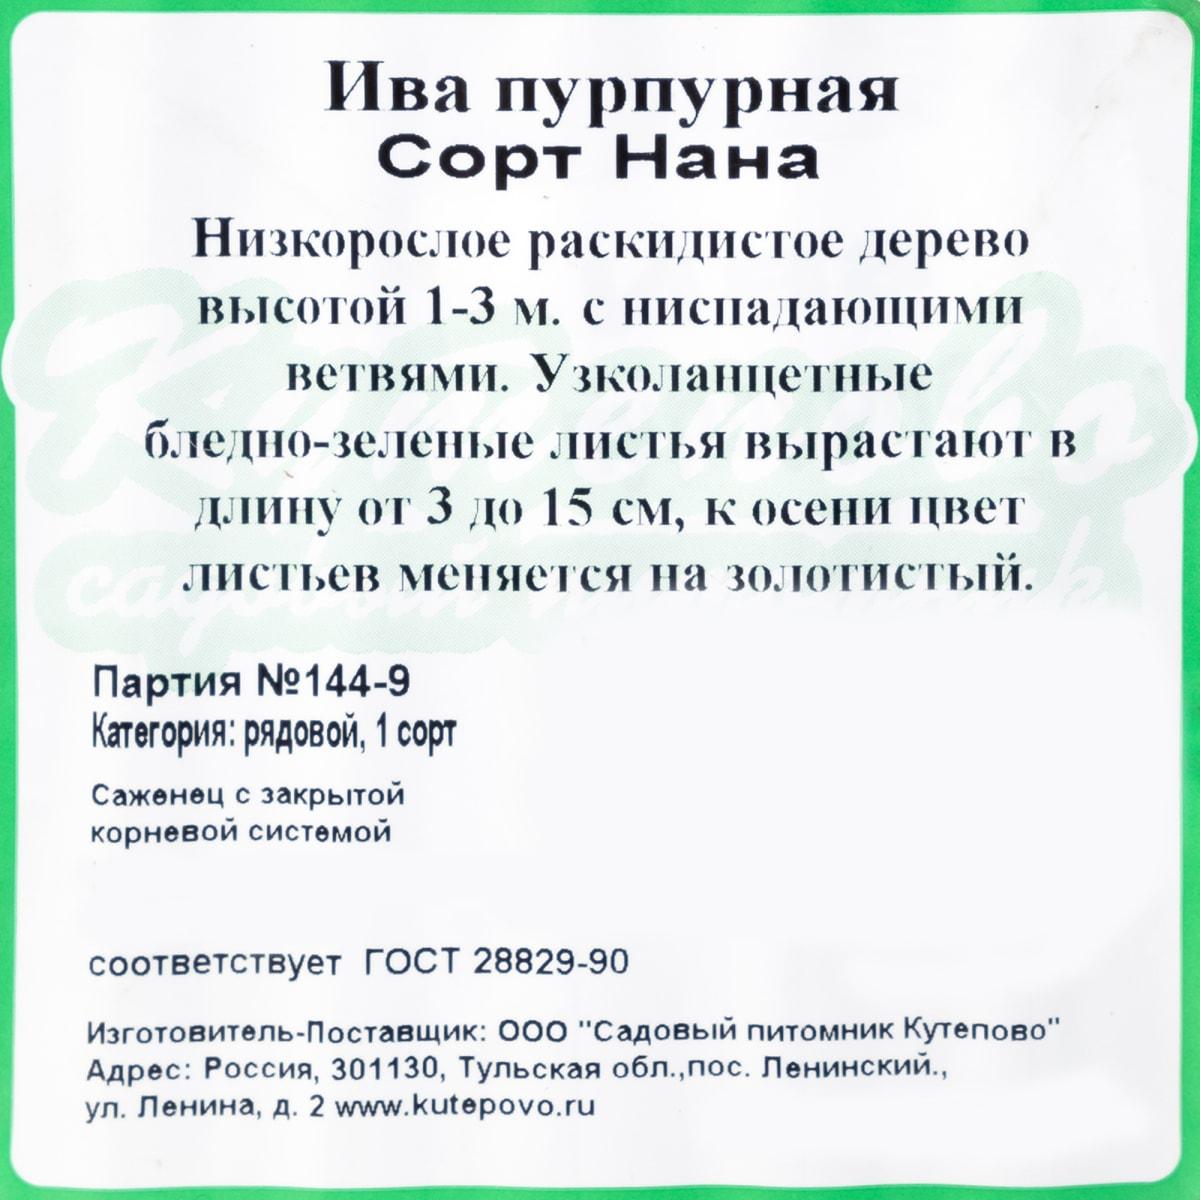 Ива пурпурная
Сорт Нана
Низкорослое раскидистое дерево
высотой 1-3 м. с ниспадающими
ветвями. Узколанцетные
бледно-зеленые листья вырастают в
длину от 3 до 15 см, к осени цвет
листьев меняется на золотистый.
Кутепово
садовый питомник
Партия №144-9
Категория: рядовой, 1 сорт
Саженец с закрытой
корневой системой
соответствует ГОСТ 28829-90
Изготовитель-Поставщик: ООО "Садовый питомник Кутепово"
Адрес: Россия, 301130, Тульская обл.,пос. Ленинский.,
ул. Ленина, д. 2 www.kutepovo.ru